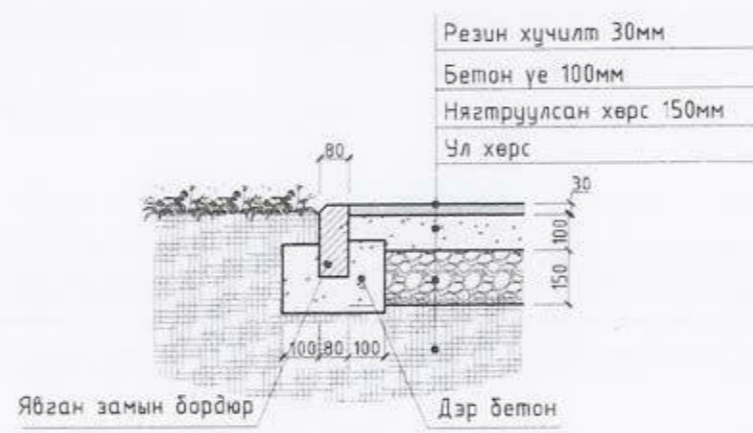 Резин хучилт 30мм
Бетон үе 100мм
Нягтруулсан хөрс 150мм
Ул хөрс
80
30
100
150
100 80 100
Явган замын бордюр
Дэр бетон